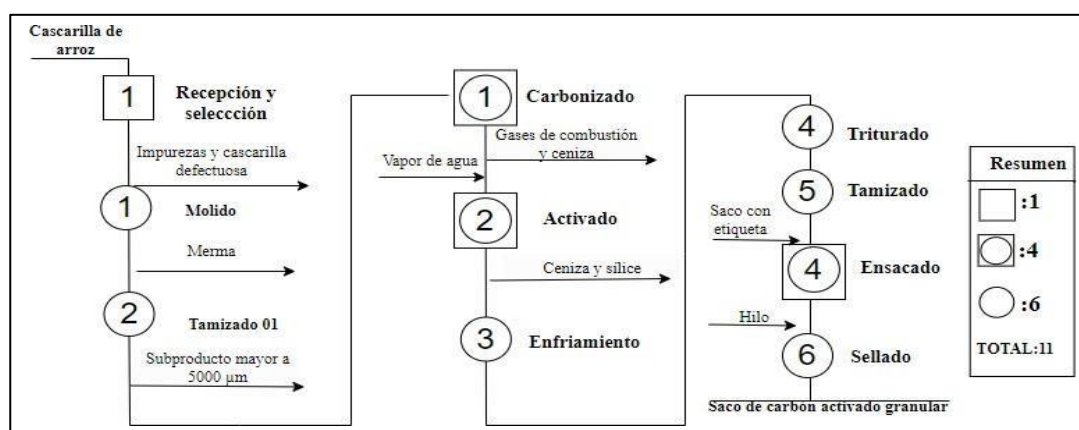 Cascarilla de
arroz
1
Recepción y
seleccción
Impurezas y cascarilla
defectuosa
1
Molido
Merma
2
Tamizado 01
Subproducto mayor a
5000 µm
1
Carbonizado
Gases de combustión
y ceniza
Vapor de agua
2
Activado
Ceniza y sílice
3
Enfriamiento
4
Triturado
5
Tamizado
Saco con
etiqueta
4
Ensacado
Hilo
6
Sellado
Saco de carbón activado granular
Resumen
:1
:4
:6
TOTAL:11